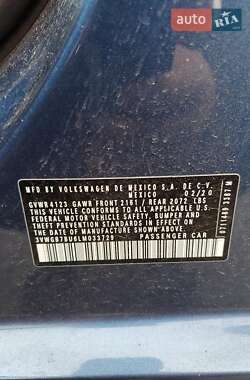 AUTO.RIA
MFD BY VOLKSWAGEN DE MEXICO S.A. DE C.V.
MEXICO 02/20
GVWR 4123 GAWR FRONT 2161 / REAR 2072 LBS
THIS CAR CONFORMS TO ALL APPLICABLE U.S.
FEDERAL MOTOR VEHICLE SAFETY, BUMPER AND
THEFT PREVENTION STANDARDS IN EFFECT ON
THE DATE OF MANUFACTURE SHOWN ABOVE
3VWGB7BU6LM033729 PASSENGER CAR